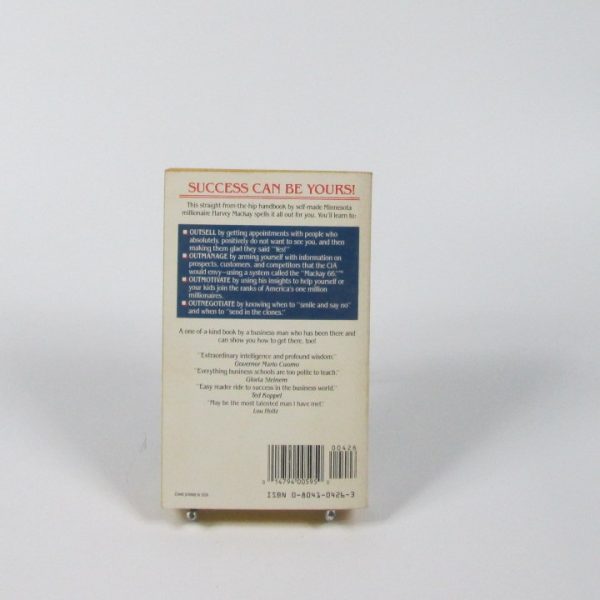 SUCCESS CAN BE YOURS!
This straight-from-the-hip handbook by self-made Minnesota
millionaire Harvey Mackay spells it all out for you. You'll learn to:
OUTSELL by getting appointments with people who
absolutely, positively do not want to see you, and then
making them glad they said "Yes!"
OUTMANAGE by arming yourself with information on
prospects, customers, and competitors that the CIA
would envy—using a system called the "Mackay 66."
OUTMOTIVATE by using his insights to help yourself or
your kids join the ranks of America's one million
millionaires.
OUTNEGOTIATE by knowing when to "smile and say no"
and when to "send in the clones."
A one-of-a-kind book by a business man who has been there and
can show you how to get there, too!
"Extraordinary intelligence and profound wisdom."
Governor Mario Cuomo
"Everything business schools are too polite to teach."
Gloria Steinem
"Easy reader ride to success in the business world."
Ted Koppel
"May be the most talented man I have met."
Lou Holtz
00426
0 14794 00595
ISBN 0-8041-0426-3